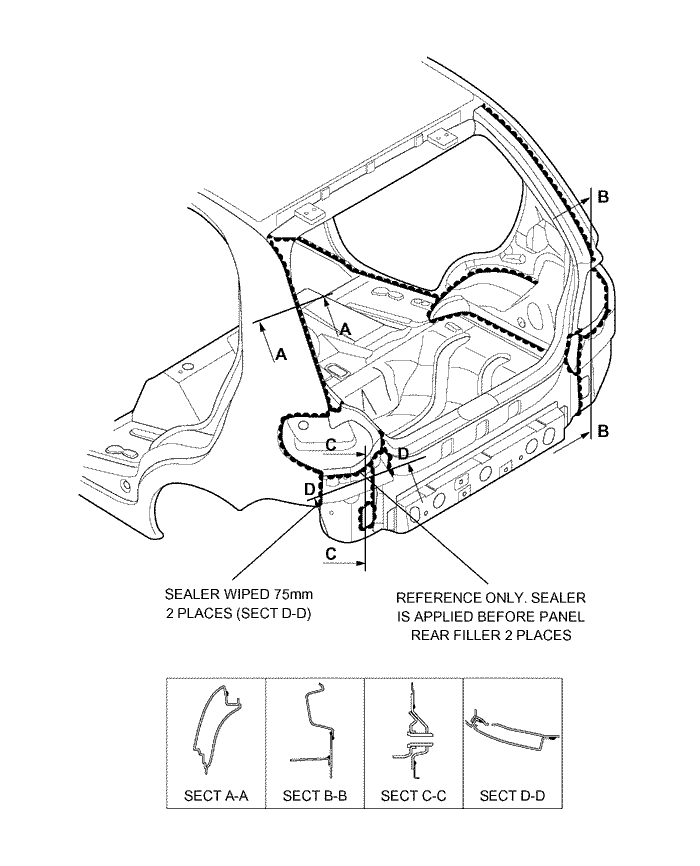 B
A
A
C
D
B
D
C
SEALER WIPED 75mm
2 PLACES (SECT D-D)
REFERENCE ONLY. SEALER
IS APPLIED BEFORE PANEL
REAR FILLER 2 PLACES
SECT A-A
SECT B-B
SECT C-C
SECT D-D